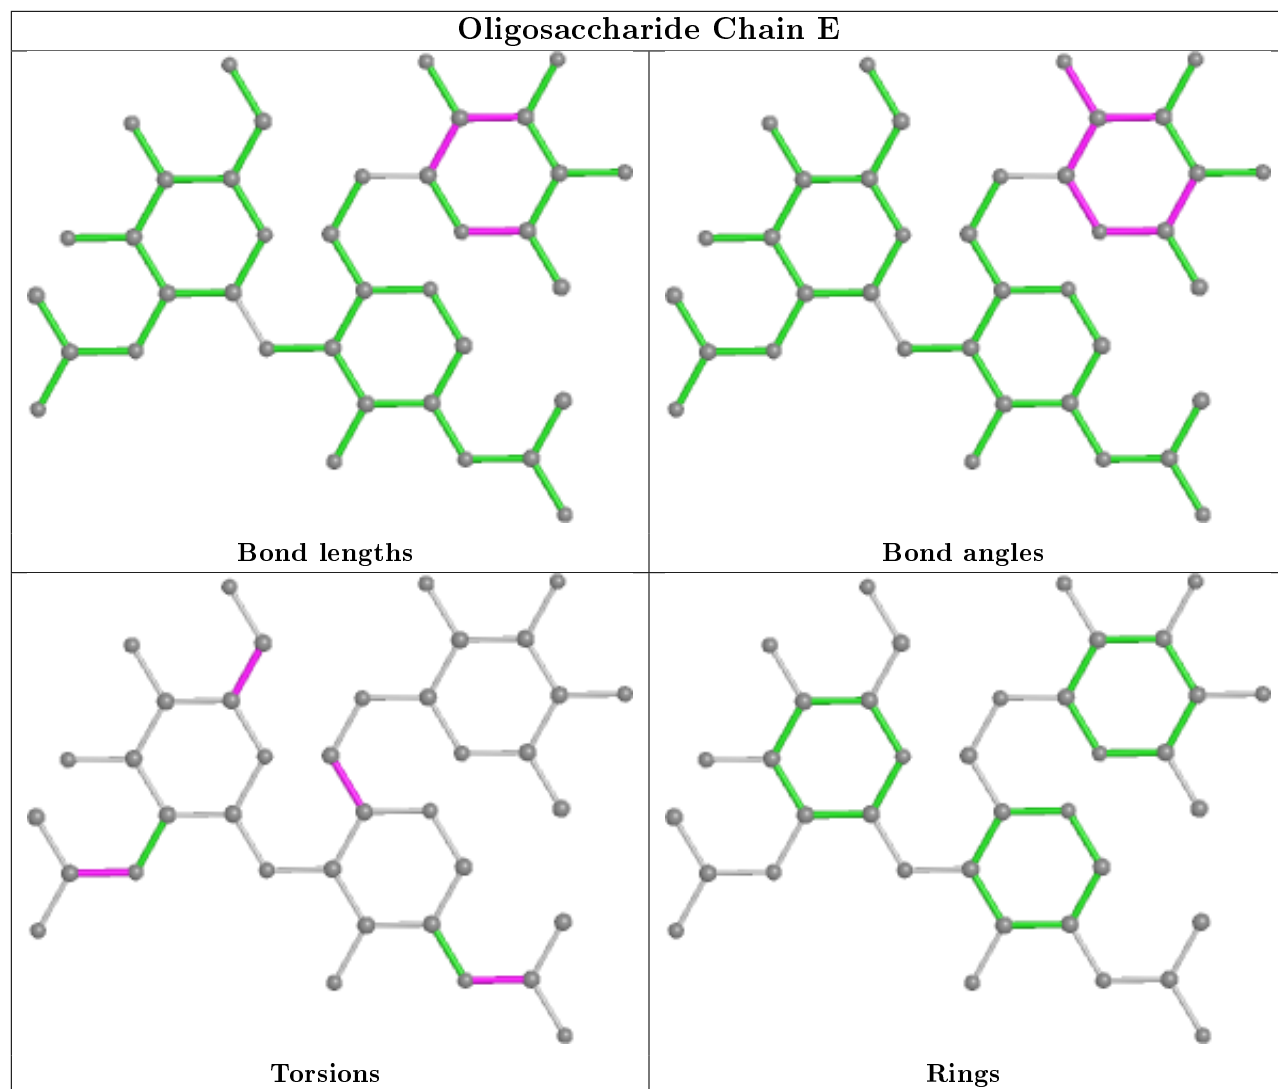 Oligosaccharide Chain E
Bond lengths
Bond angles
Torsions
Rings